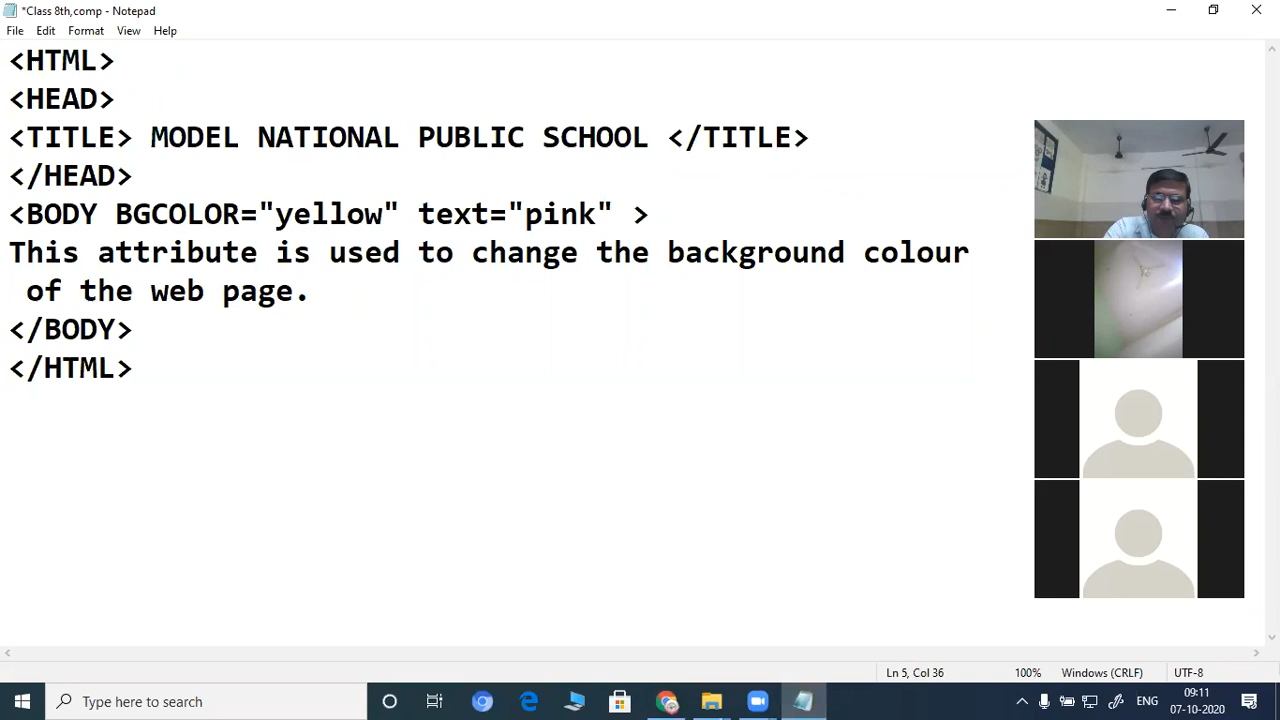 *Class 8th,comp - Notepad
File Edit Format View Help
<HTML>
<HEAD>
<TITLE> MODEL NATIONAL PUBLIC SCHOOL </TITLE>
</HEAD>
<BODY BGCOLOR="yellow" text="pink" >
This attribute is used to change the background colour
of the web page.
</BODY>
</HTML>
Ln 5, Col 36 100% Windows (CRLF) UTF-8
Type here to search
ENG
09:11
07-10-2020